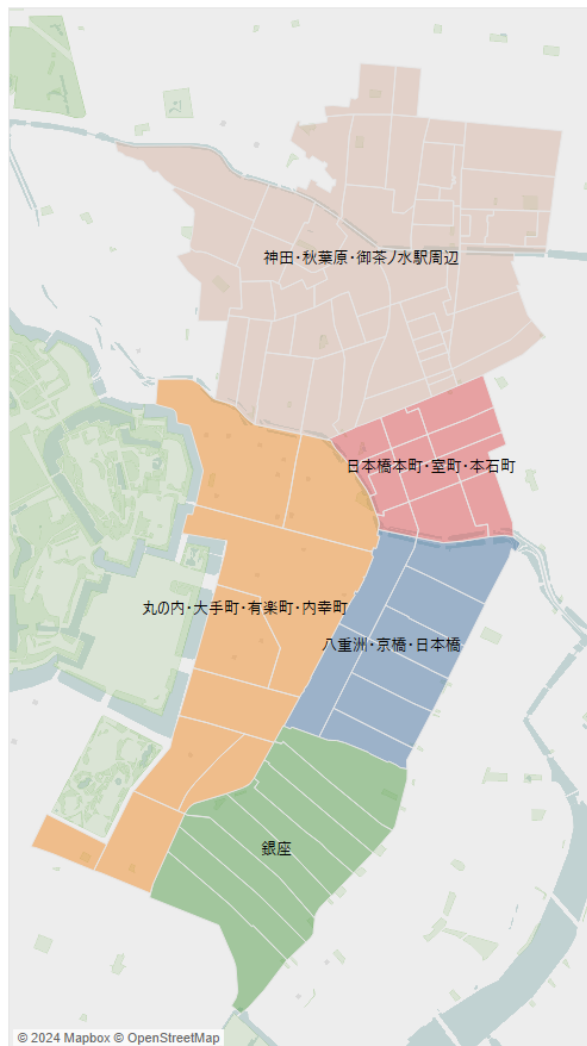 神田・秋葉原・御茶ノ水駅周辺
日本橋本町・室町・本石町
丸の内・大手町・有楽町・内幸町
八重洲・京橋・日本橋
銀座
© 2024 Mapbox © OpenStreetMap